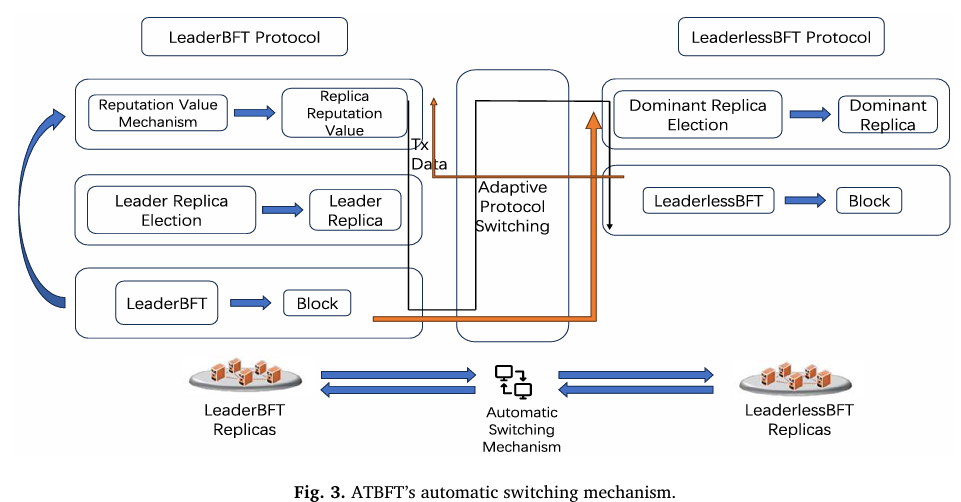 LeaderBFT Protocol
LeaderlessBFT Protocol
Reputation Value
Mechanism
Replica
Reputation
Value
Tx
Data
Leader Replica
Election
Leader
Replica
LeaderBFT
Block
Adaptive
Protocol
Switching
Dominant Replica
Election
Dominant
Replica
LeaderlessBFT
Block
LeaderBFT
Replicas
Automatic
Switching
Mechanism
LeaderlessBFT
Replicas
Fig. 3. ATBFT's automatic switching mechanism.